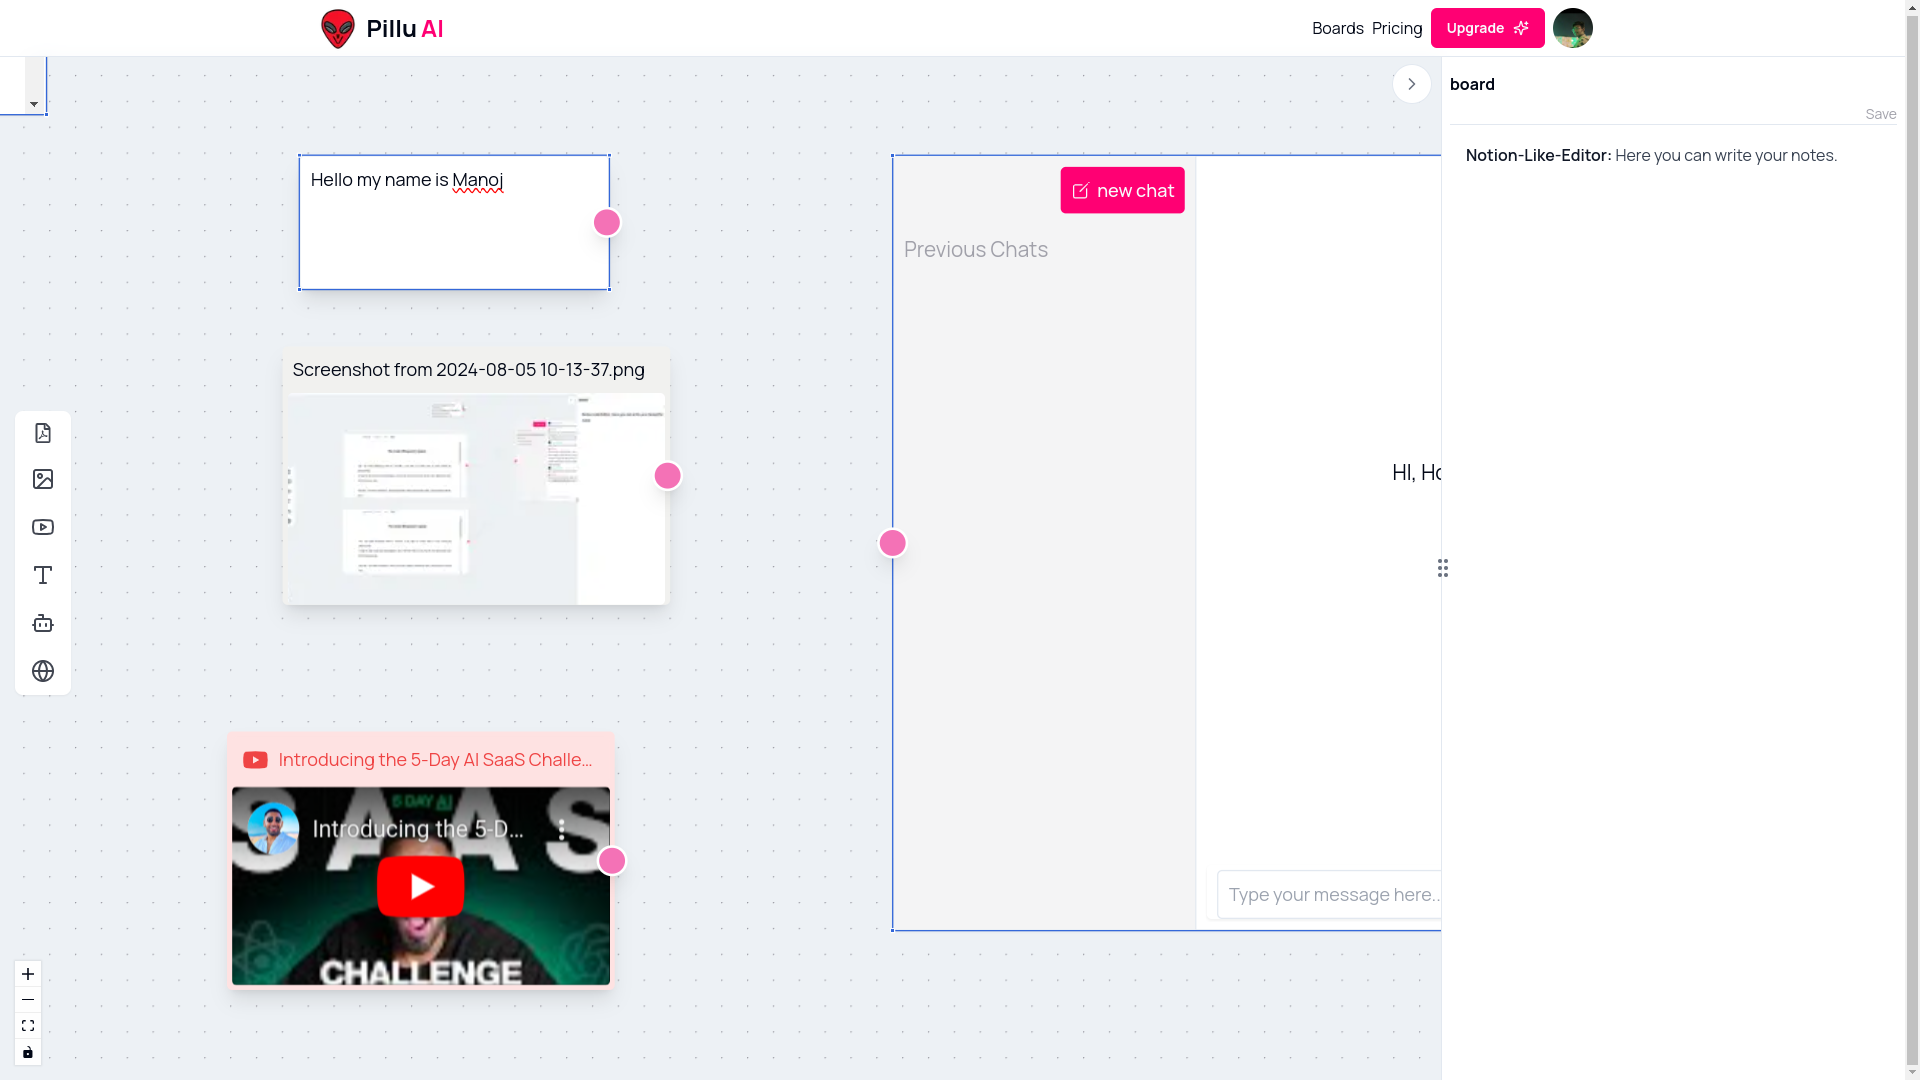 Pillu AI
Boards Pricing Upgrade
board
Save
Notion-Like-Editor: Here you can write your notes.
Hello my name is Manoj
new chat
Previous Chats
Screenshot from 2024-08-05 10-13-37.png
HI,
Introducing the 5-Day AI SaaS Challe...
5 DAY AI
SAAS
Introducing the 5-D...
CHALLENGE
Type your message here..